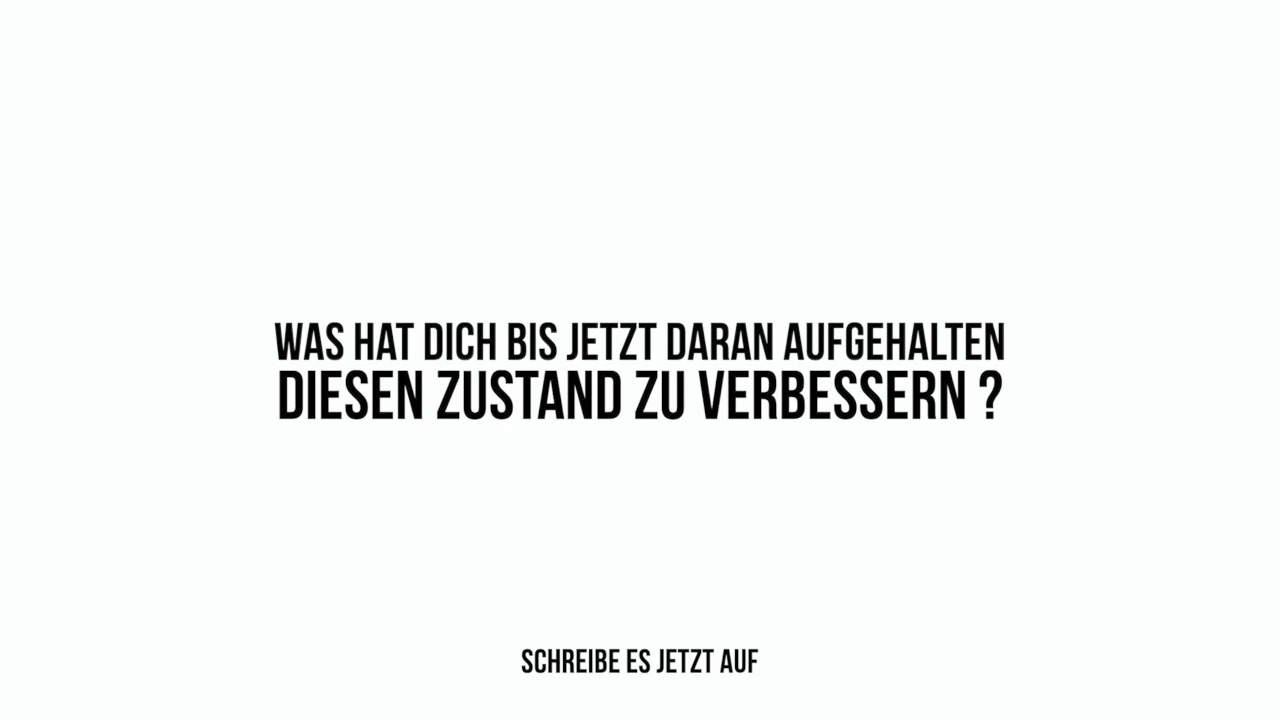 WAS HAT DICH BIS JETZT DARAN AUFGEHALTEN
DIESEN ZUSTAND ZU VERBESSERN ?
SCHREIBE ES JETZT AUF